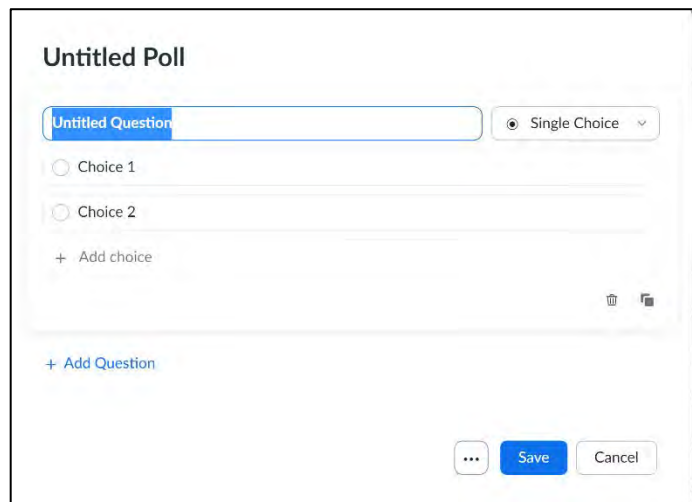 Untitled Poll
Untitled Question Single Choice
Choice 1
Choice 2
+ Add choice
+ Add Question
... Save Cancel